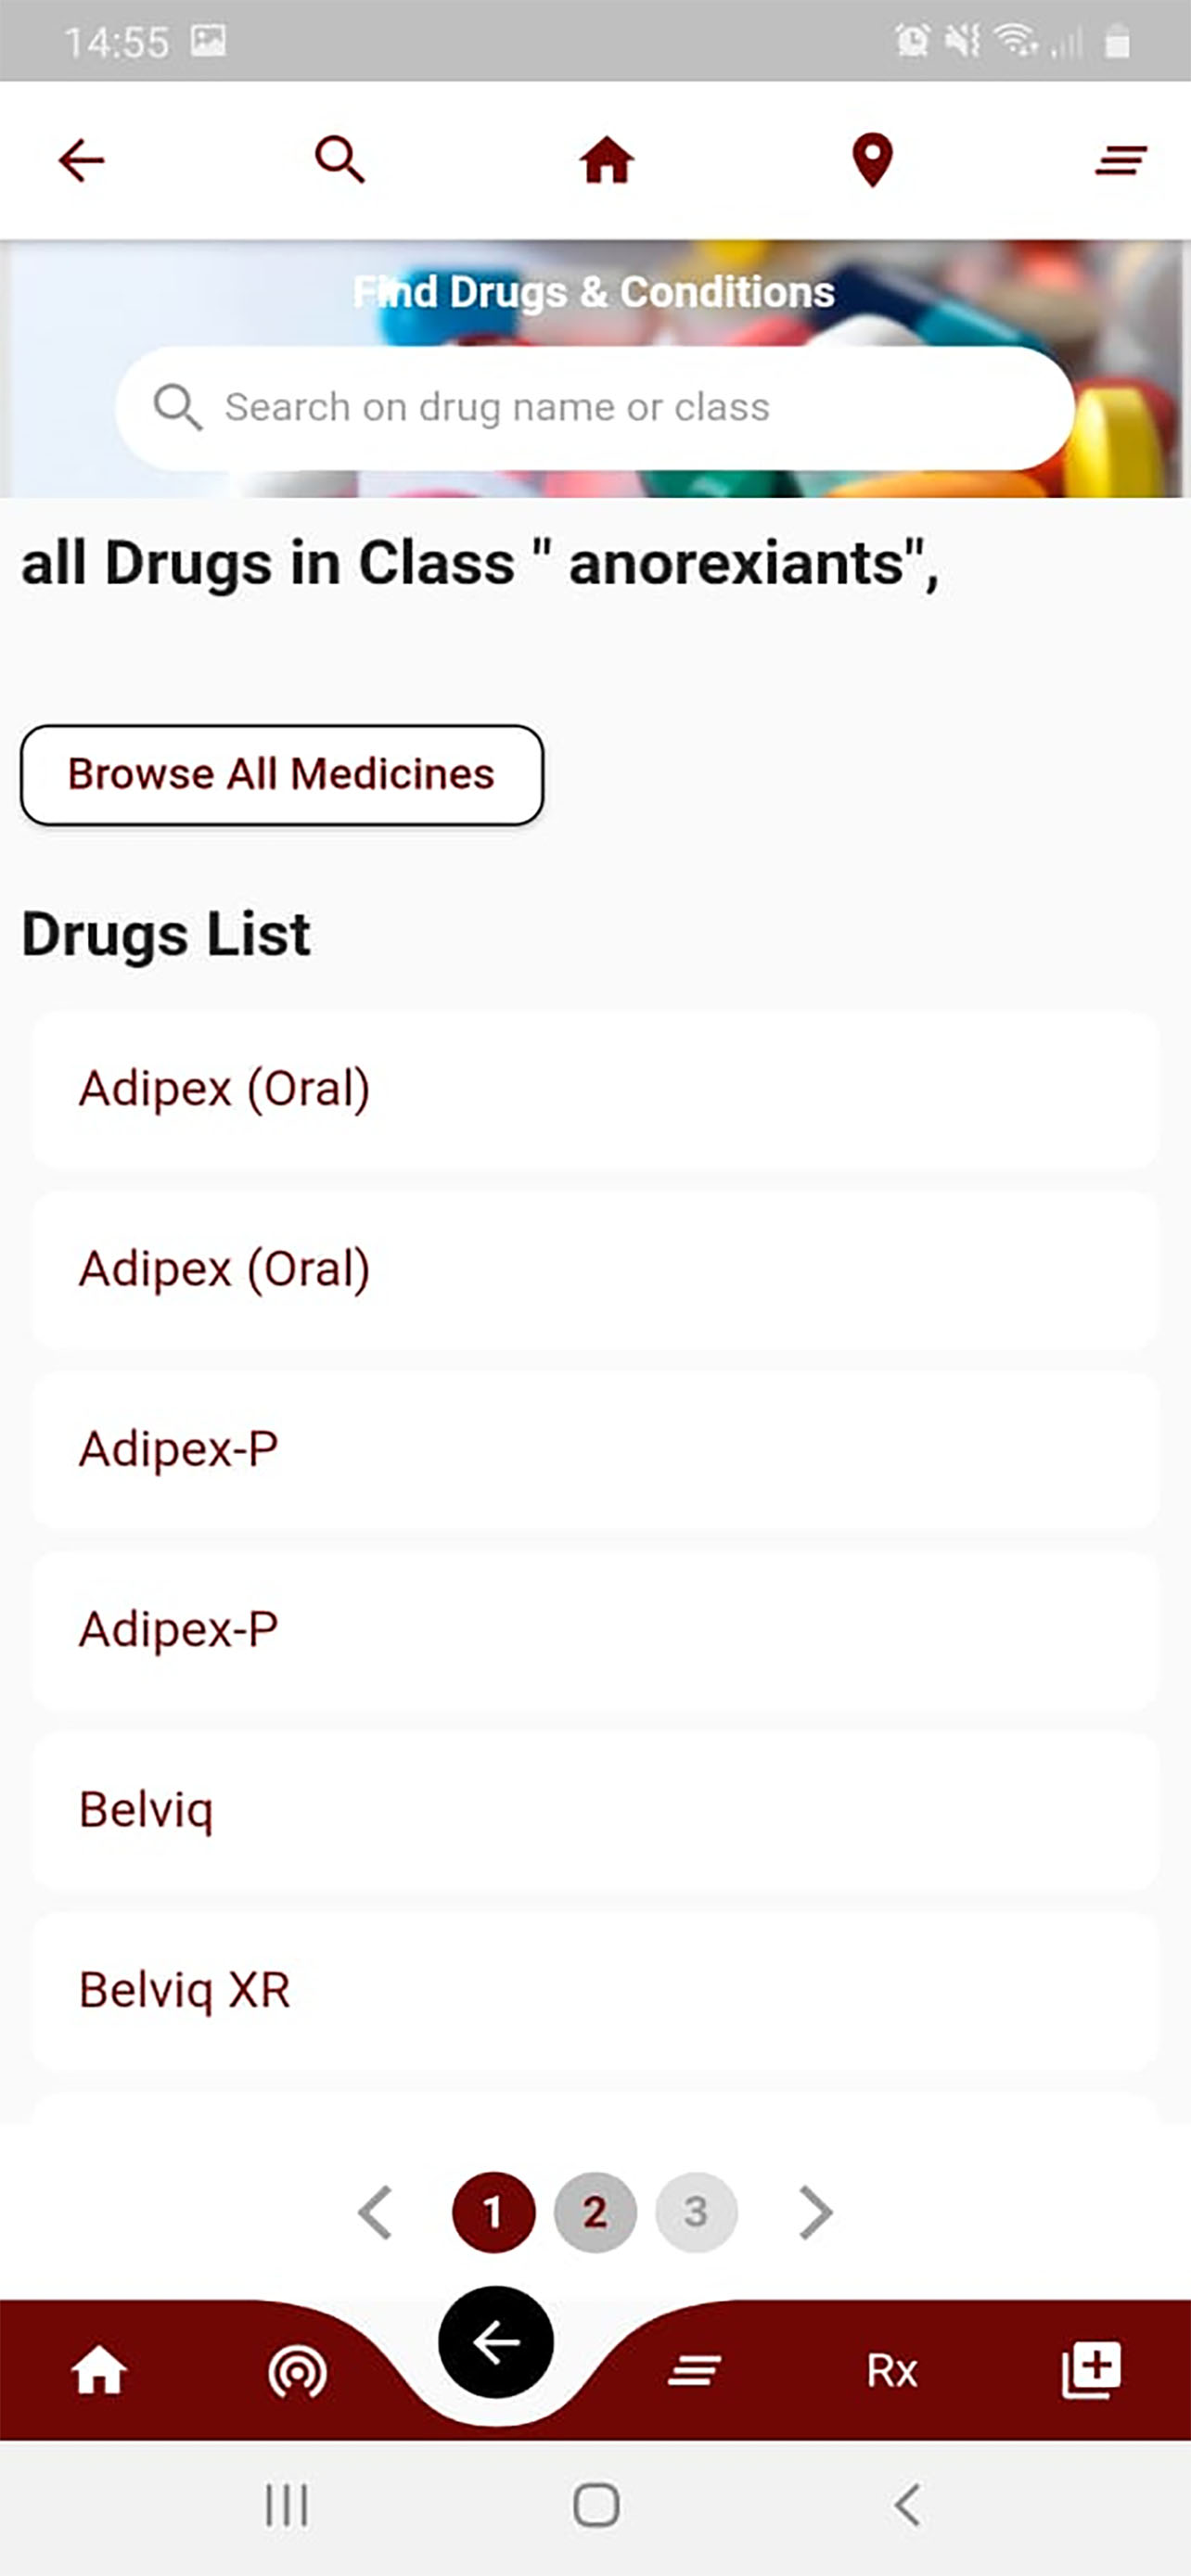 14:55
Find Drugs & Conditions
Search on drug name or class
all Drugs in Class " anorexiants",
Browse All Medicines
Drugs List
Adipex (Oral)
Adipex (Oral)
Adipex-P
Adipex-P
Belviq
Belviq XR
1 2 3
Rx